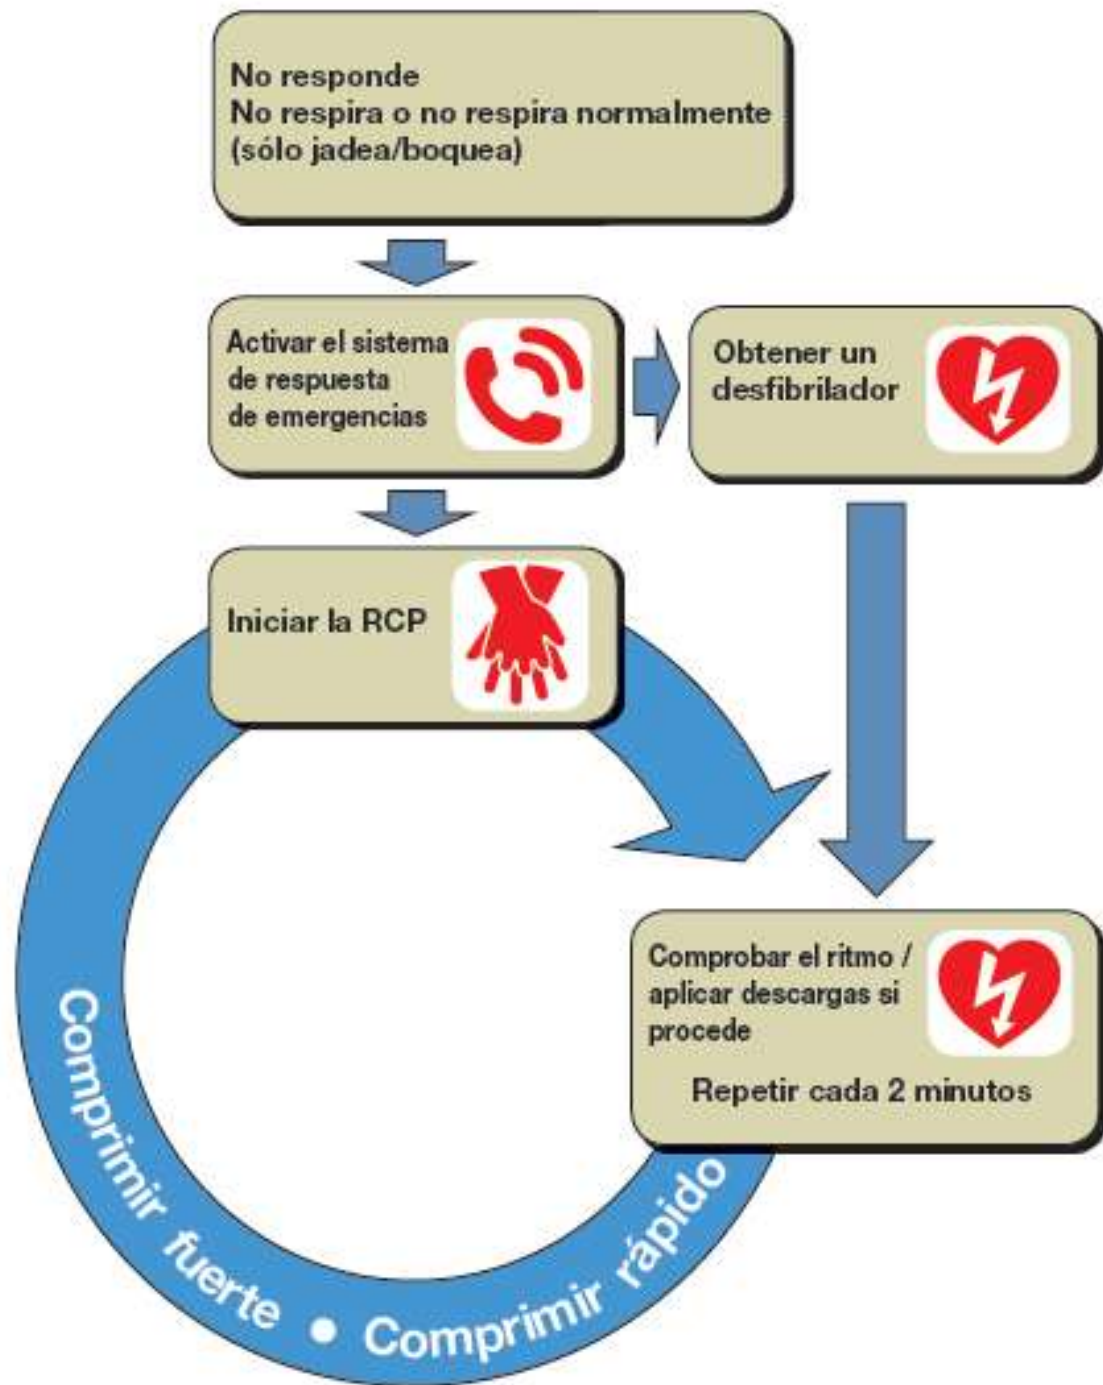 No responde
No respira o no respira normalmente
(sólo jadea/boquea)
Activar el sistema
de respuesta
de emergencias
Obtener un
desfibrilador
Iniciar la RCP
Comprobar el ritmo /
aplicar descargas si
procede
Repetir cada 2 minutos
Comprimir fuerte • Comprimir rápido